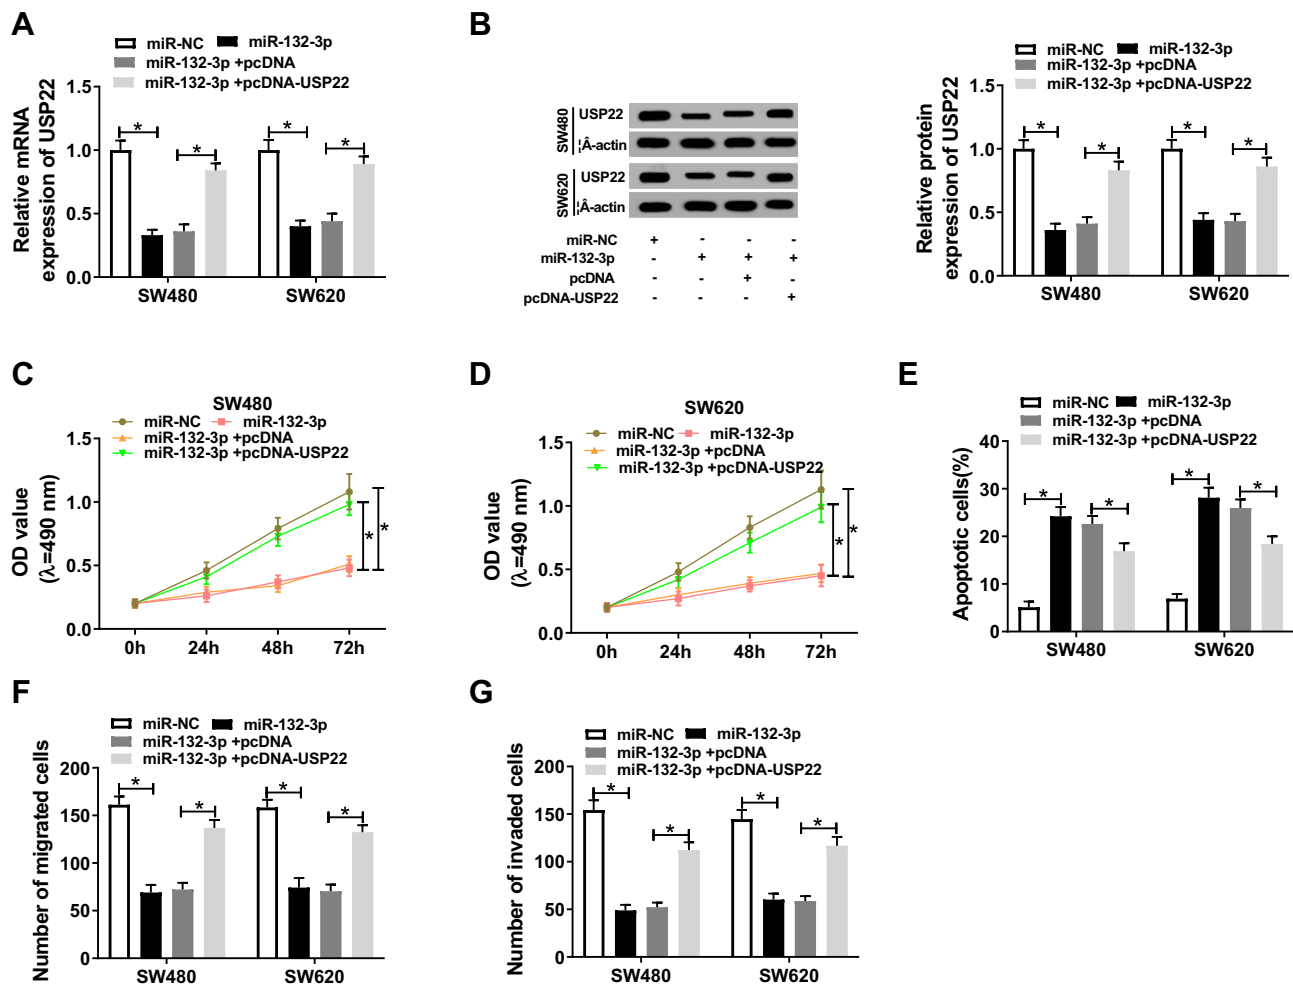 A
miR-NC miR-132-3p
miR-132-3p +pcDNA
miR-132-3p +pcDNA-USP22
Relative mRNA
expression of USP22
1.5
1.0
0.5
0.0
* * * *
SW480 SW620
B
SW480
USP22
¦Â-actin
SW620
USP22
¦Â-actin
miR-NC + - - -
miR-132-3p - + + +
pcDNA - - + -
pcDNA-USP22 - - - +
miR-NC miR-132-3p
miR-132-3p +pcDNA
miR-132-3p +pcDNA-USP22
Relative protein
expression of USP22
1.5
1.0
0.5
0.0
* * * *
SW480 SW620
C
SW480
miR-NC miR-132-3p
miR-132-3p +pcDNA
miR-132-3p +pcDNA-USP22
OD value
(λ=490 nm)
1.5
1.0
0.5
0.0
* *
0h 24h 48h 72h
D
SW620
miR-NC miR-132-3p
miR-132-3p +pcDNA
miR-132-3p +pcDNA-USP22
OD value
(λ=490 nm)
1.5
1.0
0.5
0.0
* *
0h 24h 48h 72h
E
miR-NC miR-132-3p
miR-132-3p +pcDNA
miR-132-3p +pcDNA-USP22
Apoptotic cells(%)
40
30
20
10
0
* * * *
SW480 SW620
F
miR-NC miR-132-3p
miR-132-3p +pcDNA
miR-132-3p +pcDNA-USP22
Number of migrated cells
200
150
100
50
0
* * * *
SW480 SW620
G
miR-NC miR-132-3p
miR-132-3p +pcDNA
miR-132-3p +pcDNA-USP22
Number of invaded cells
200
150
100
50
0
* * * *
SW480 SW620